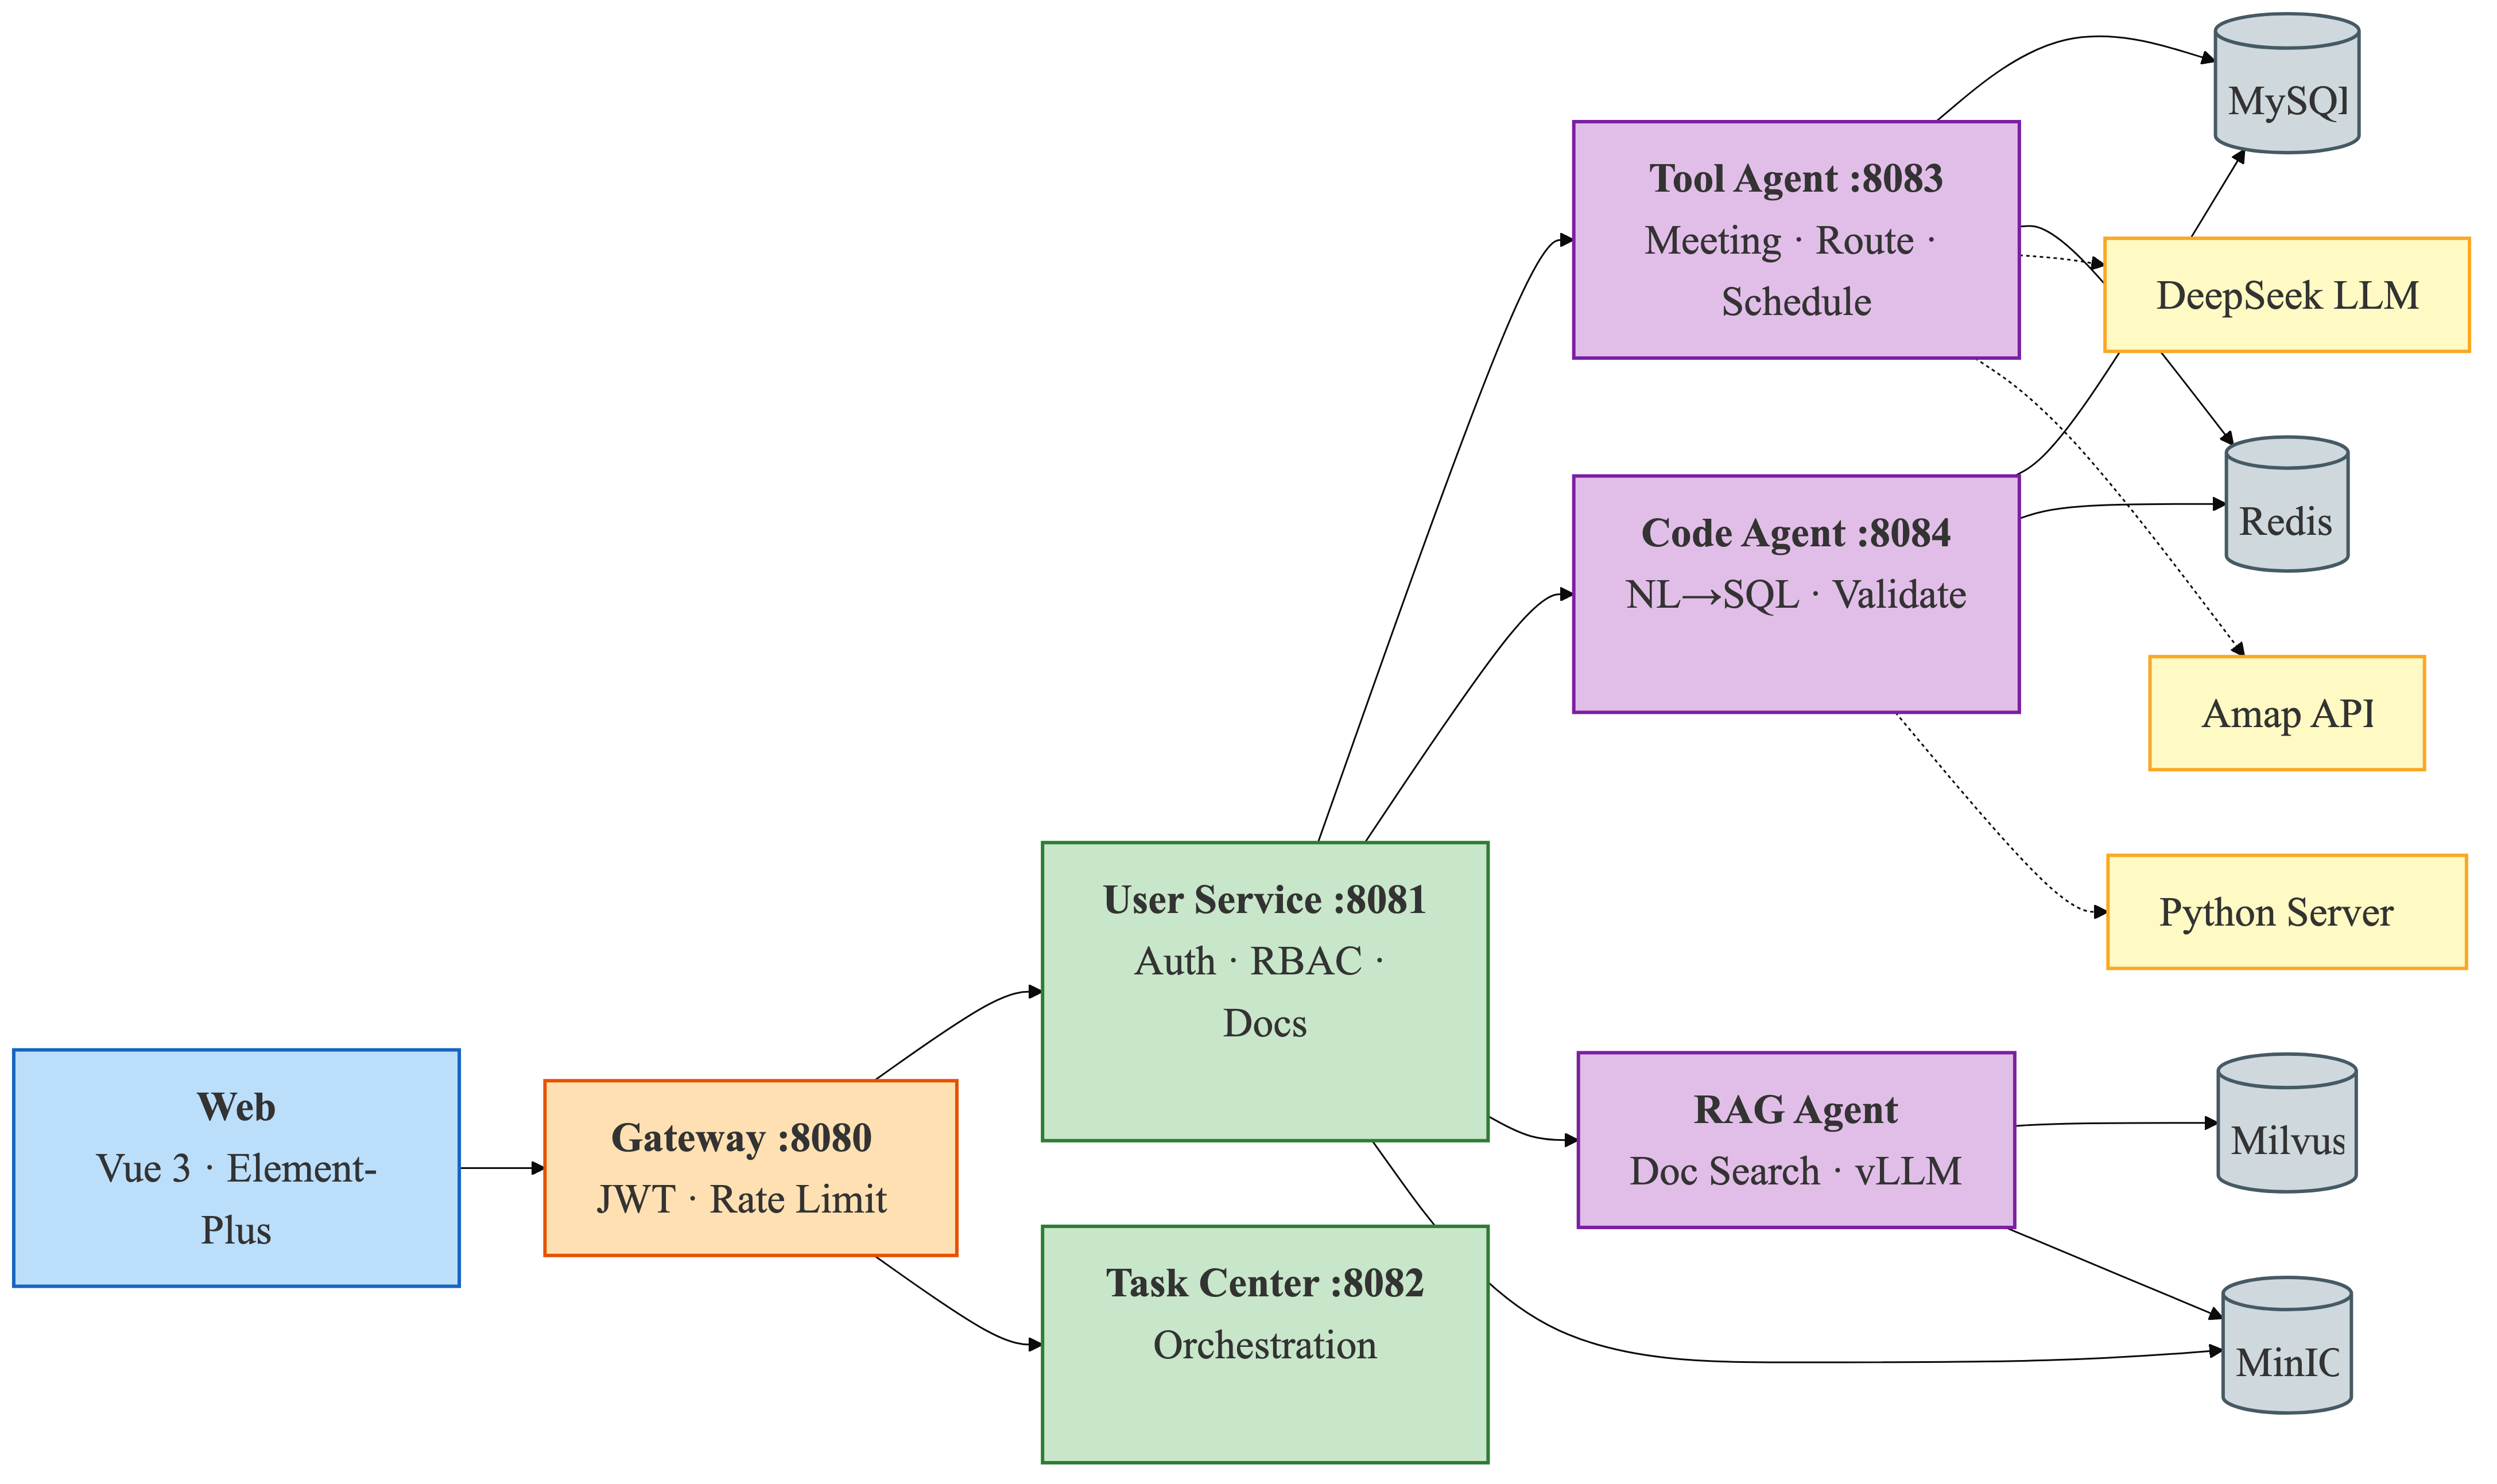 Web
Vue 3 · Element-
Plus
Gateway :8080
JWT · Rate Limit
User Service :8081
Auth · RBAC ·
Docs
Task Center :8082
Orchestration
Tool Agent :8083
Meeting · Route ·
Schedule
Code Agent :8084
NL→SQL · Validate
RAG Agent
Doc Search · vLLM
MySQl
DeepSeek LLM
Redis
Amap API
Python Server
Milvus
MinIC